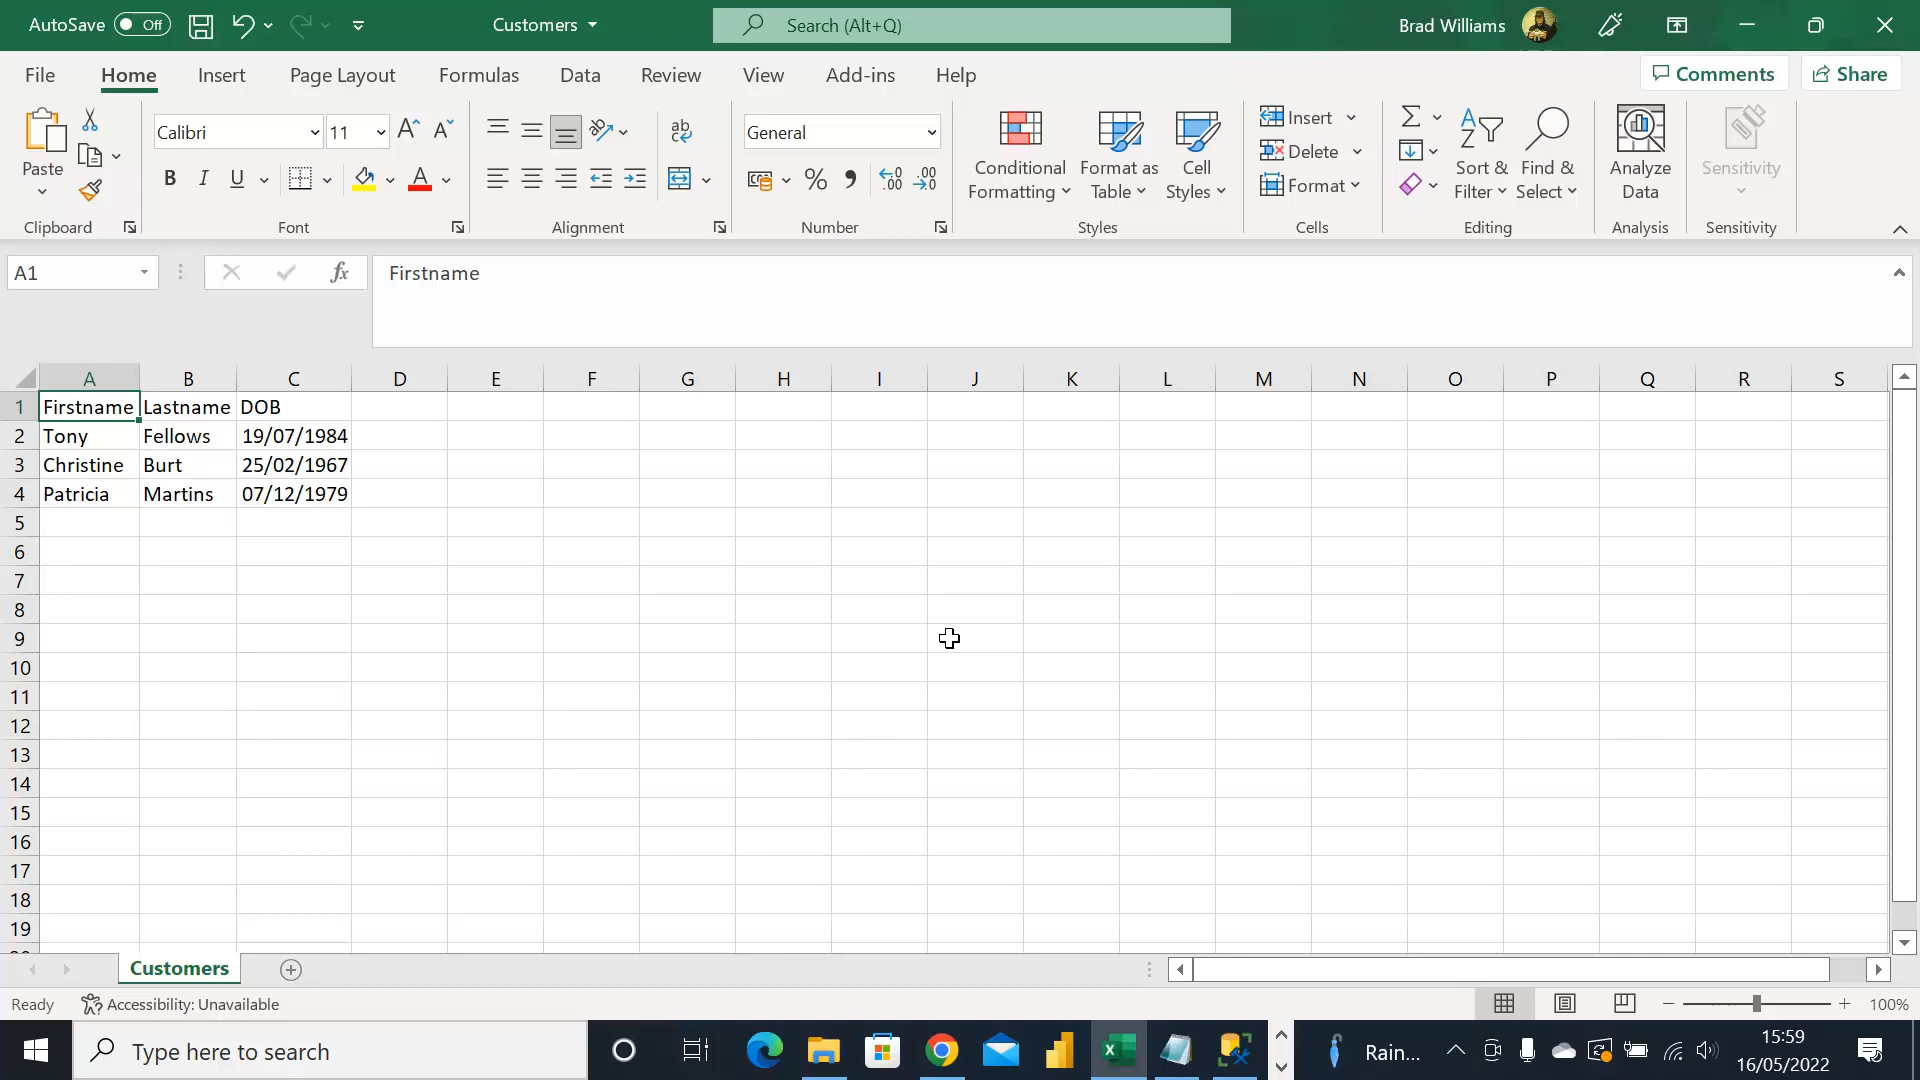 AutoSave Off Customers Search (Alt+Q) Brad Williams
File Home Insert Page Layout Formulas Data Review View Add-ins Help Comments Share
Calibri 11 ab c General Insert Σ A Z
Paste Conditional Format as Cell Delete Sort & Find & Analyze Sensitivity
B I U A % .00 .00 Formatting Table Styles Format Filter Select Data
Clipboard Font Alignment Number Styles Cells Editing Analysis Sensitivity
A1 fx Firstname
A B C D E F G H I J K L M N O P Q R S
1 Firstname Lastname DOB
2 Tony Fellows 19/07/1984
3 Christine Burt 25/02/1967
4 Patricia Martins 07/12/1979
5
6
7
8
9
10
11
12
13
14
15
16
17
18
19
Customers
Ready Accessibility: Unavailable 100%
Type here to search Rain... 15:59
16/05/2022